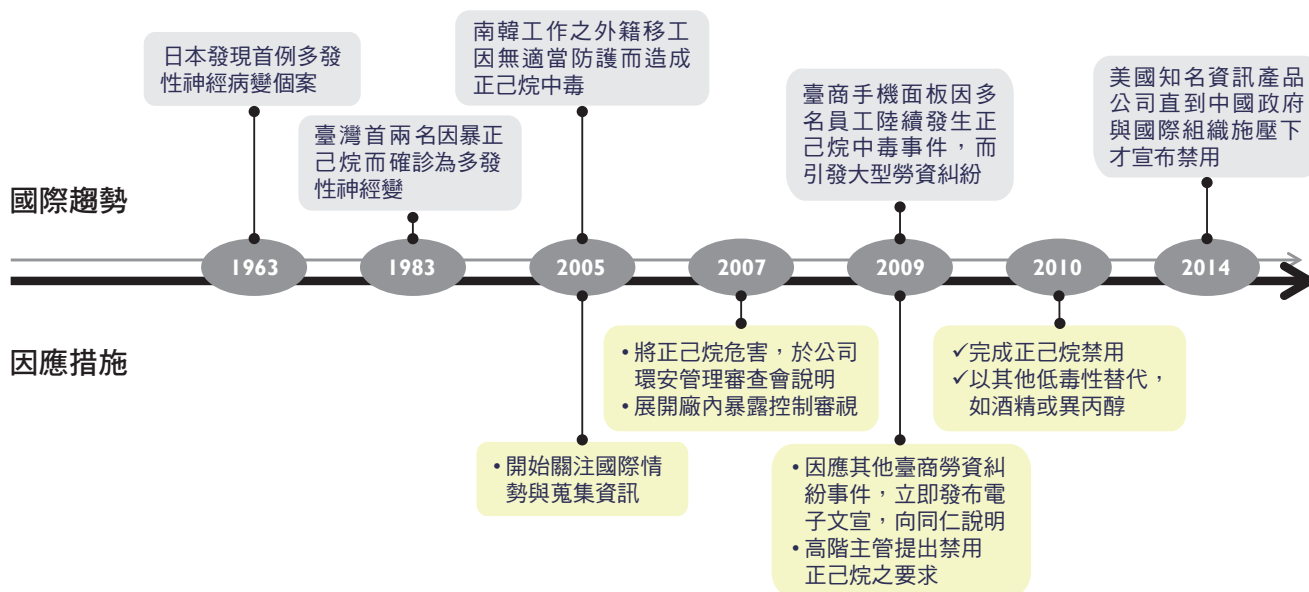 日本發現首例多發
性神經病變個案
臺灣首兩名因暴正
己烷而確診為多發
性神經變
南韓工作之外籍移工
因無適當防護而造成
正己烷中毒
臺商手機面板因多
名員工陸續發生正
己烷中毒事件，而
引發大型勞資糾紛
美國知名資訊產品
公司直到中國政府
與國際組織施壓下
才宣布禁用
國際趨勢
1963
1983
2005
2007
2009
2010
2014
因應措施
• 開始關注國際情
勢與蒐集資訊
• 將正己烷危害，於公司
環安管理審查會說明
• 展開廠內暴露控制審視
• 因應其他臺商勞資糾
紛事件，立即發布電
子文宣，向同仁說明
• 高階主管提出禁用
正己烷之要求
✓完成正己烷禁用
✓以其他低毒性替代，
如酒精或異丙醇